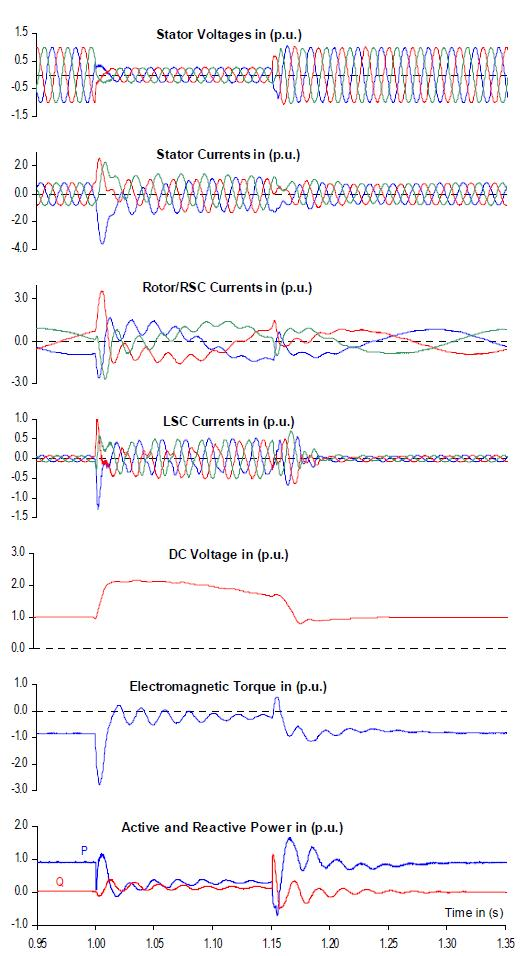 Stator Voltages in (p.u.)
1.5
0.5
-0.5
-1.5
Stator Currents in (p.u.)
2.0
0.0
-2.0
-4.0
Rotor/RSC Currents in (p.u.)
3.0
0.0
-3.0
LSC Currents in (p.u.)
1.0
0.5
0.0
-0.5
-1.0
-1.5
DC Voltage in (p.u.)
3.0
2.0
1.0
0.0
Electromagnetic Torque in (p.u.)
0.0
-1.0
-2.0
-3.0
Active and Reactive Power in (p.u.)
2.0
1.0
0.0
-1.0
P
Q
Time in (s)
0.95 1.00 1.05 1.10 1.15 1.20 1.25 1.30 1.35